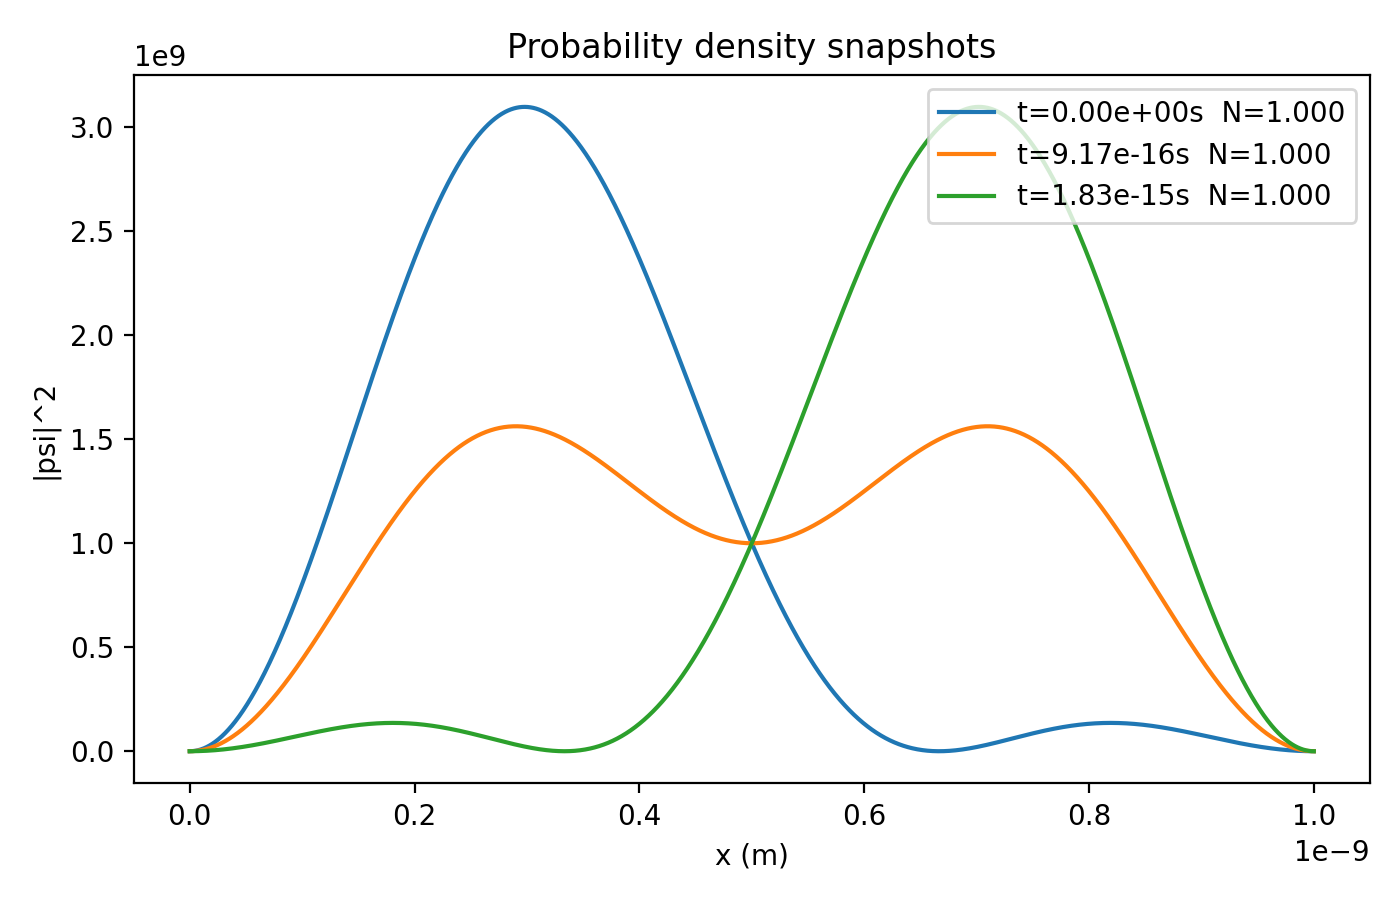 Probability density snapshots
1e9
t=0.00e+00s  N=1.000
t=9.17e-16s  N=1.000
t=1.83e-15s  N=1.000
3.0
2.5
2.0
1.5
1.0
0.5
0.0
|psi|^2
0.0 0.2 0.4 0.6 0.8 1.0
x (m)
1e−9